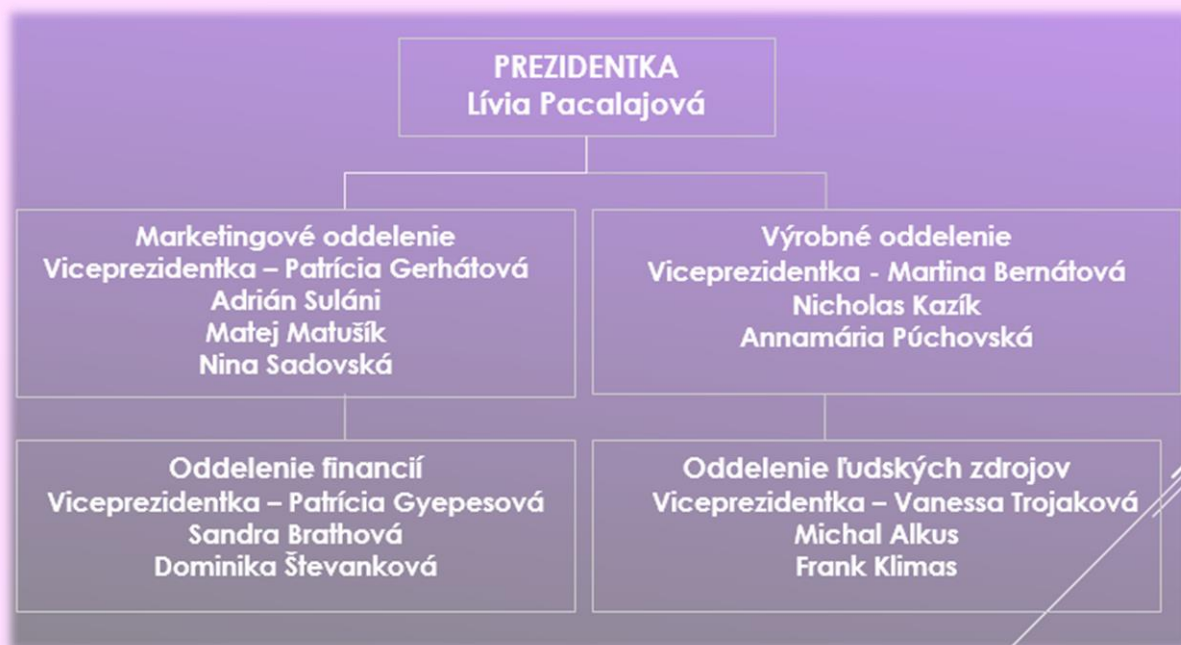 PREZIDENTKA
Lívia Pacalajová
Marketingové oddelenie
Viceprezidentka – Patrícia Gerhátová
Adrián Suláni
Matej Matušík
Nina Sadovská
Výrobné oddelenie
Viceprezidentka - Martina Bernátová
Nicholas Kazík
Annamária Púchovská
Oddelenie financií
Viceprezidentka – Patrícia Gyepesová
Sandra Brathová
Dominika Števanková
Oddelenie ľudských zdrojov
Viceprezidentka – Vanessa Trojaková
Michal Alkus
Frank Klimas